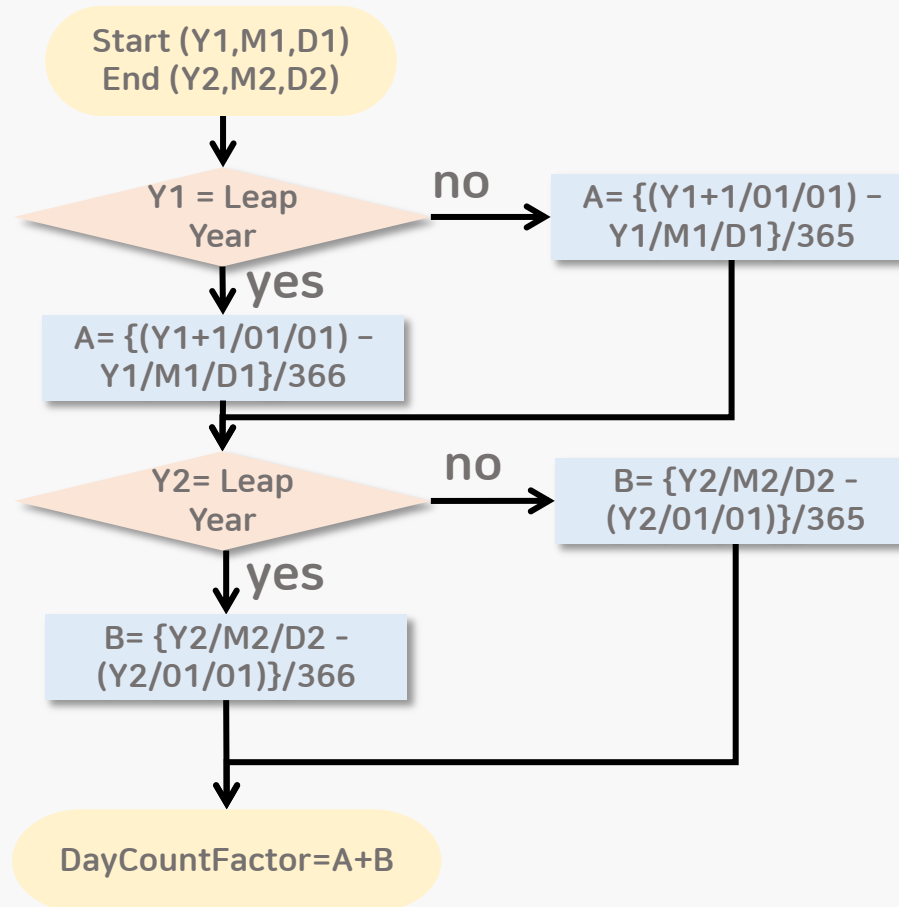 Start (Y1,M1,D1)
End (Y2,M2,D2)
Y1 = Leap
Year
no
A= {(Y1+1/01/01) –
Y1/M1/D1}/365
yes
A= {(Y1+1/01/01) –
Y1/M1/D1}/366
Y2= Leap
Year
no
B= {Y2/M2/D2 -
(Y2/01/01)}/365
yes
B= {Y2/M2/D2 -
(Y2/01/01)}/366
DayCountFactor=A+B